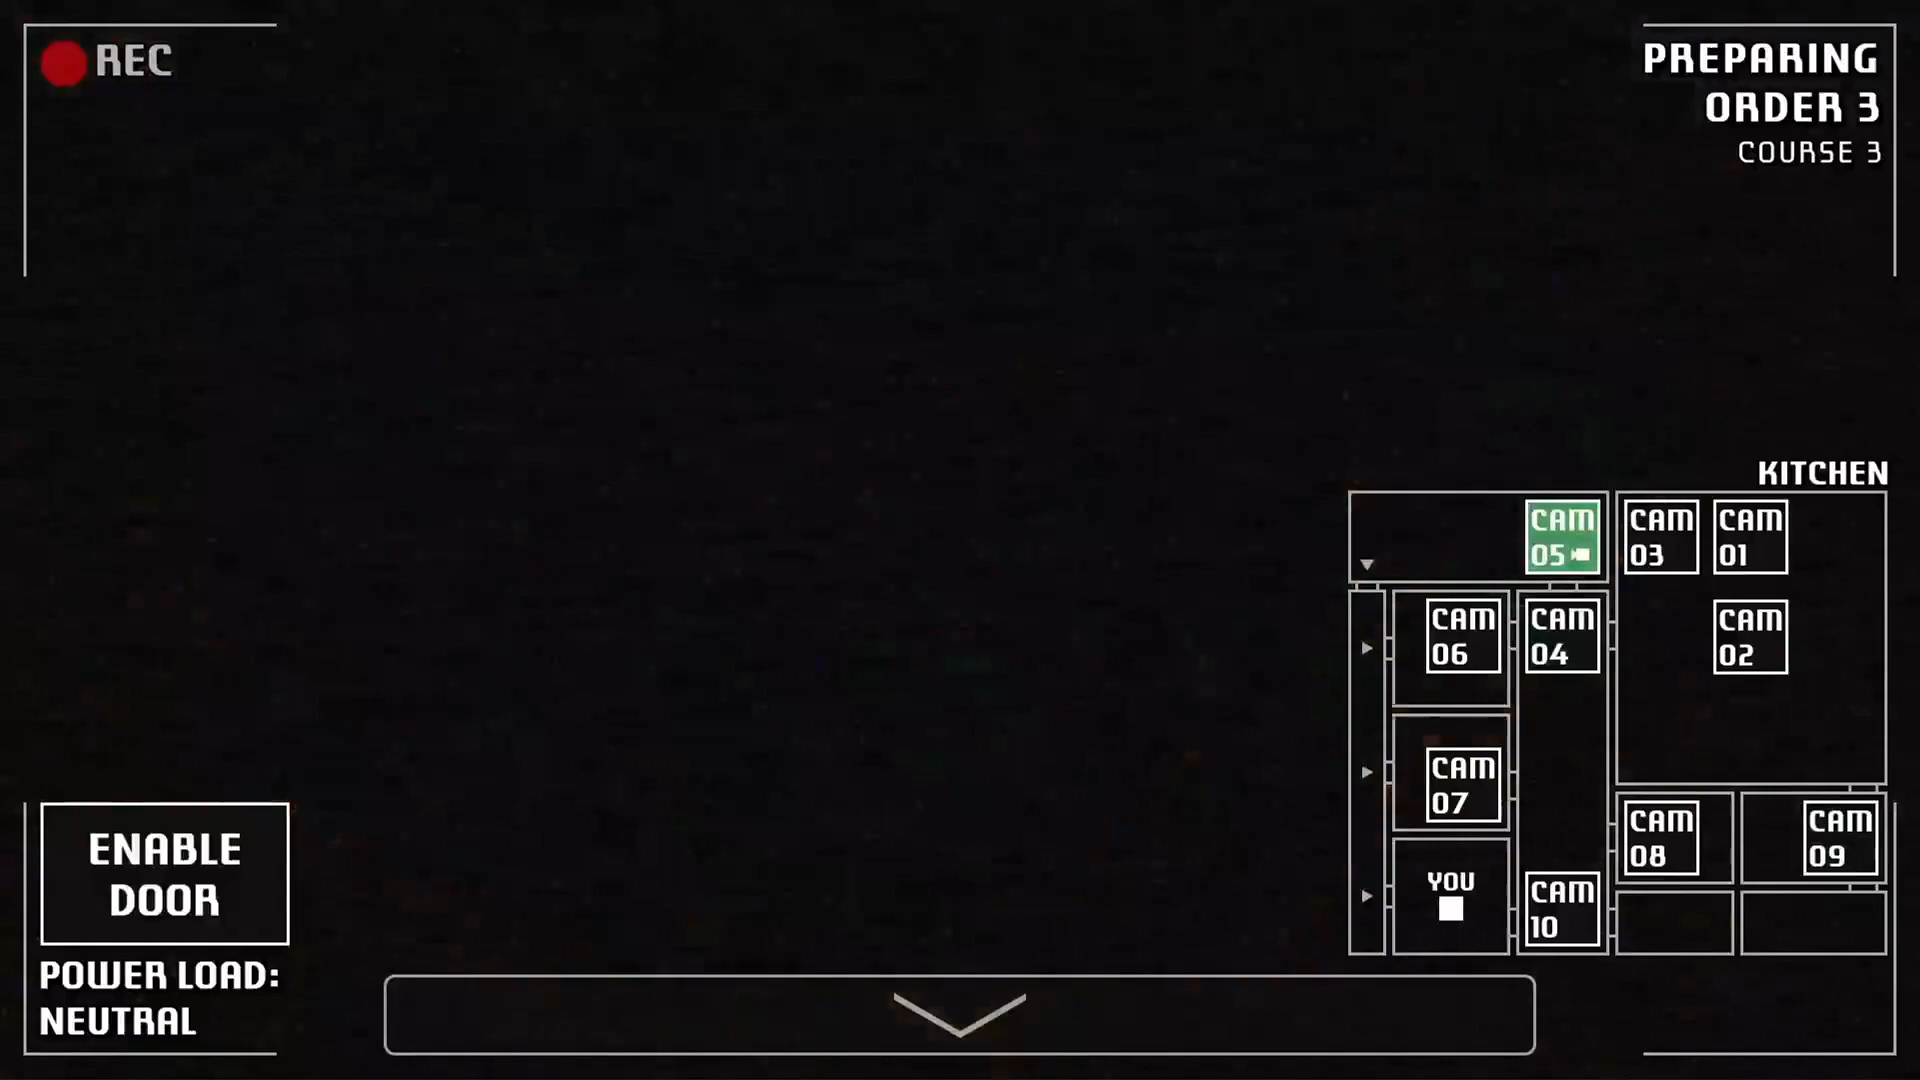 REC
PREPARING
ORDER 3
COURSE 3
KITCHEN
CAM
05
CAM
03
CAM
01
CAM
06
CAM
04
CAM
02
CAM
07
CAM
08
CAM
09
YOU
CAM
10
ENABLE
DOOR
POWER LOAD:
NEUTRAL